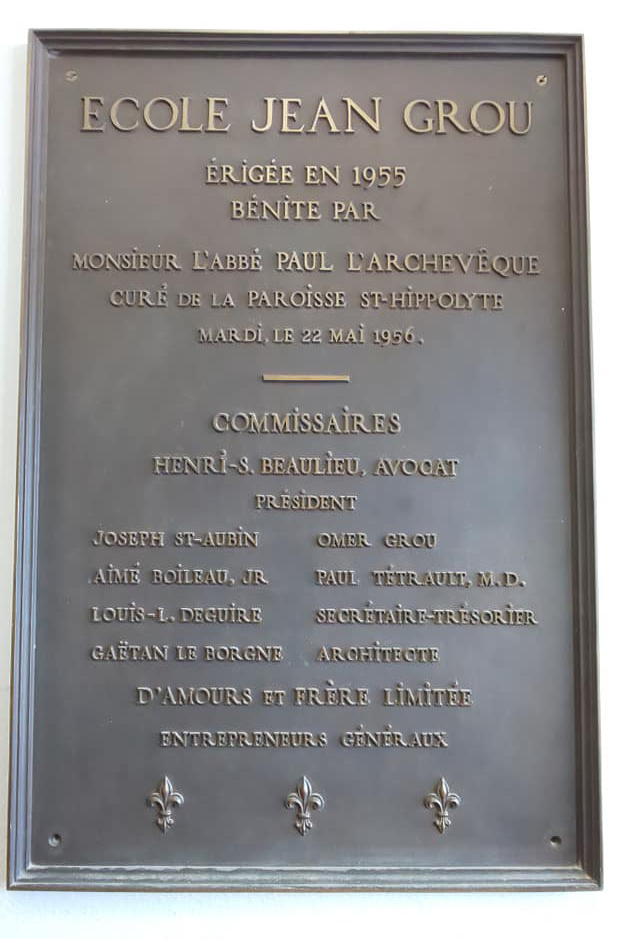 ECOLE JEAN GROU
ÉRIGÉE EN 1955
BÉNITE PAR
MONSIEUR L'ABBÉ PAUL L'ARCHEVÊQUE
CURÉ DE LA PAROISSE ST-HIPPOLYTE
MARDI, LE 22 MAI 1956.
COMMISSAIRES
HENRI-S. BEAULIEU, AVOCAT
PRÉSIDENT
JOSEPH ST-AUBIN OMER GROU
AIMÉ BOILEAU, JR PAUL TÉTRAULT, M.D.
LOUIS-L. DEGUIRE SECRÉTAIRE-TRÉSORIER
GAËTAN LE BORGNE ARCHITECTE
D'AMOURS ET FRÈRE LIMITÉE
ENTREPRENEURS GÉNÉRAUX